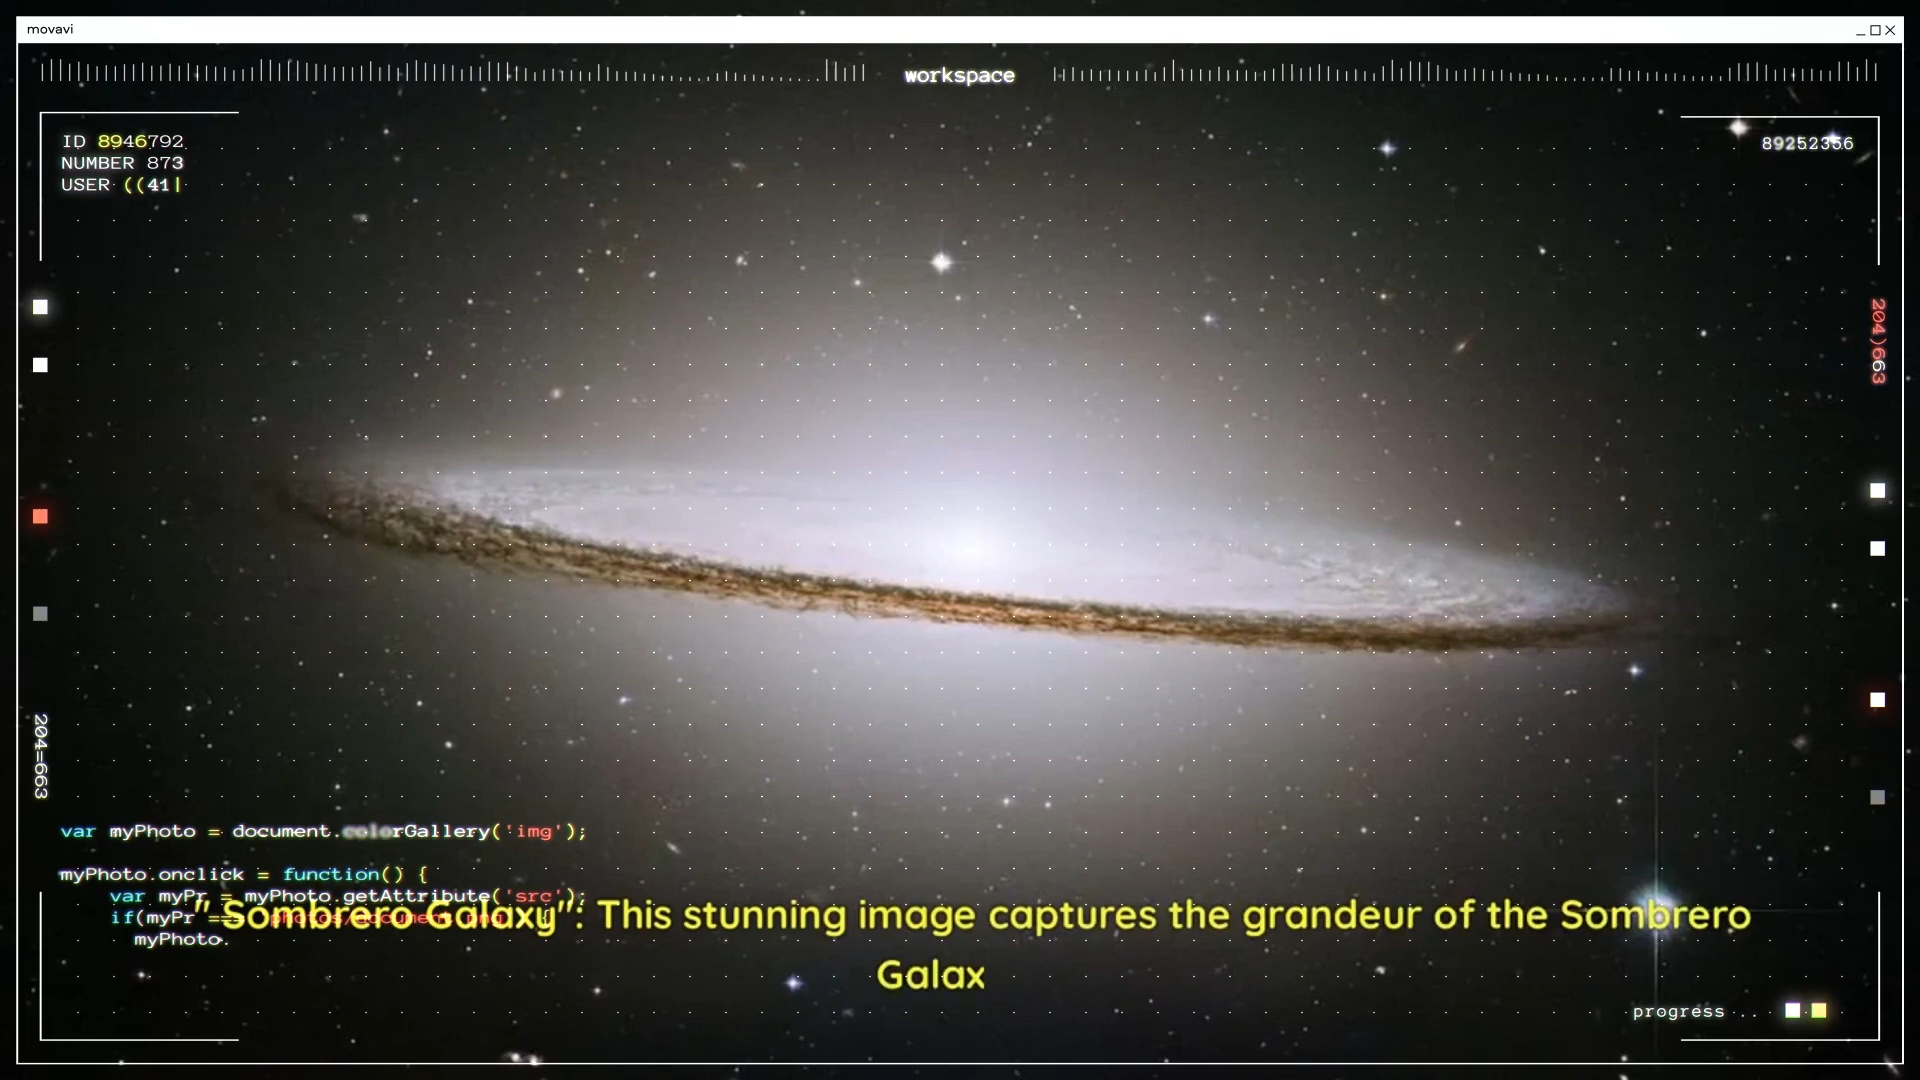 movavi
workspace
ID 8946792
NUMBER 873
USER ((41|
89252356
204)663
204=663
var myPhoto = document.colorGallery('img');
myPhoto.onclick = function() {
var myPr = myPhoto.getAttribute('src');
if(myPr ==
myPhoto.
"Sombrero Galaxy": This stunning image captures the grandeur of the Sombrero
Galax
progress ..